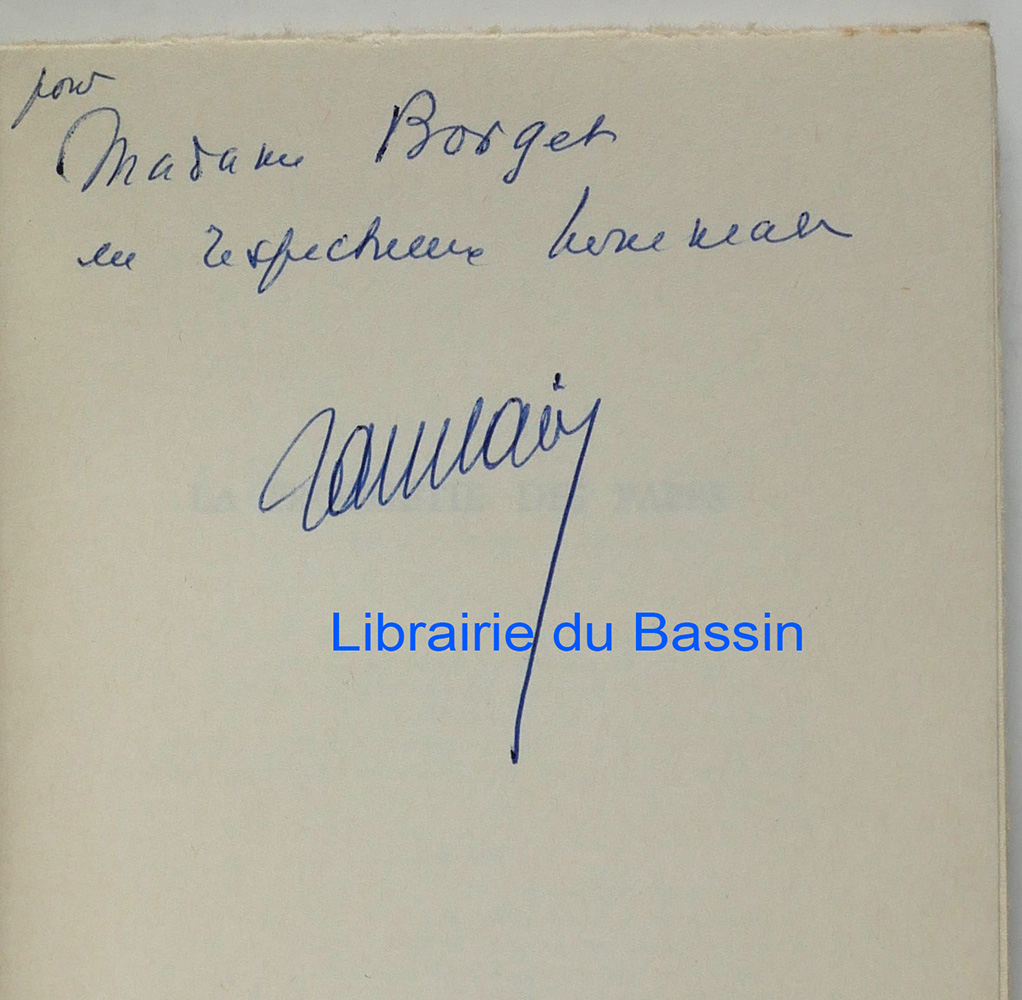 pour
Madame Borget
en respectueux hommage
Librairie du Bassin